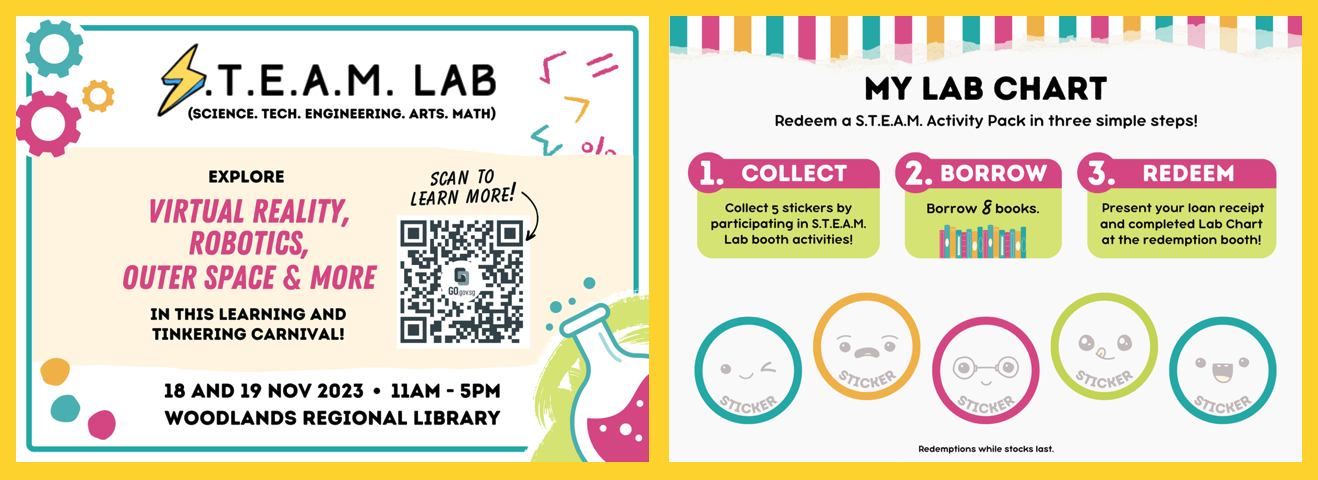 S.T.E.A.M. LAB
(SCIENCE. TECH. ENGINEERING. ARTS. MATH)
EXPLORE
VIRTUAL REALITY,
ROBOTICS,
OUTER SPACE & MORE
IN THIS LEARNING AND
TINKERING CARNIVAL!
SCAN TO
LEARN MORE!
GO gov.sg
18 AND 19 NOV 2023 • 11AM - 5PM
WOODLANDS REGIONAL LIBRARY
MY LAB CHART
Redeem a S.T.E.A.M. Activity Pack in three simple steps!
1. COLLECT
Collect 5 stickers by
participating in S.T.E.A.M.
Lab booth activities!
2. BORROW
Borrow 8 books.
3. REDEEM
Present your loan receipt
and completed Lab Chart
at the redemption booth!
STICKER
STICKER
STICKER
STICKER
STICKER
Redemptions while stocks last.